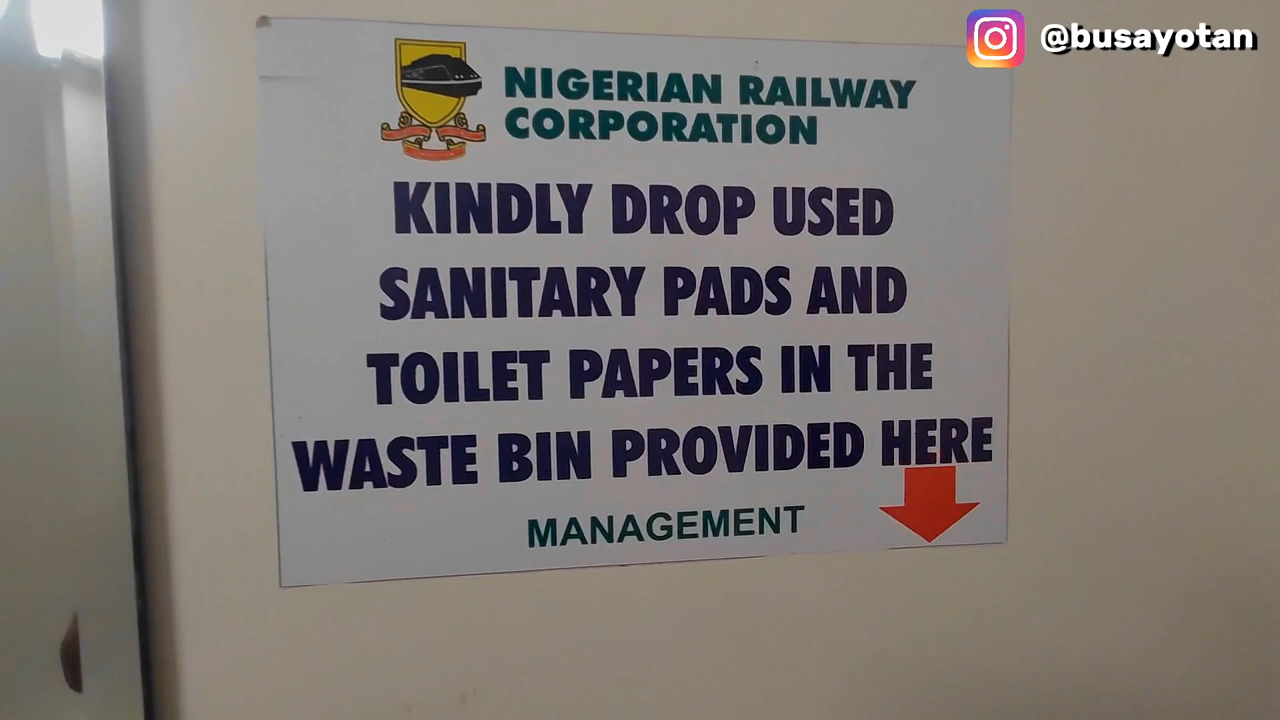 @busayotan
NIGERIAN RAILWAY
CORPORATION
KINDLY DROP USED
SANITARY PADS AND
TOILET PAPERS IN THE
WASTE BIN PROVIDED HERE
MANAGEMENT